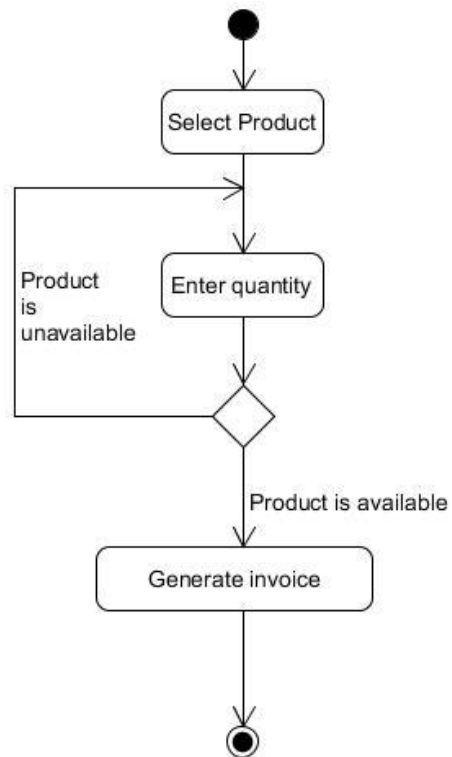 Select Product
Enter quantity
Product
is
unavailable
Product is available
Generate invoice